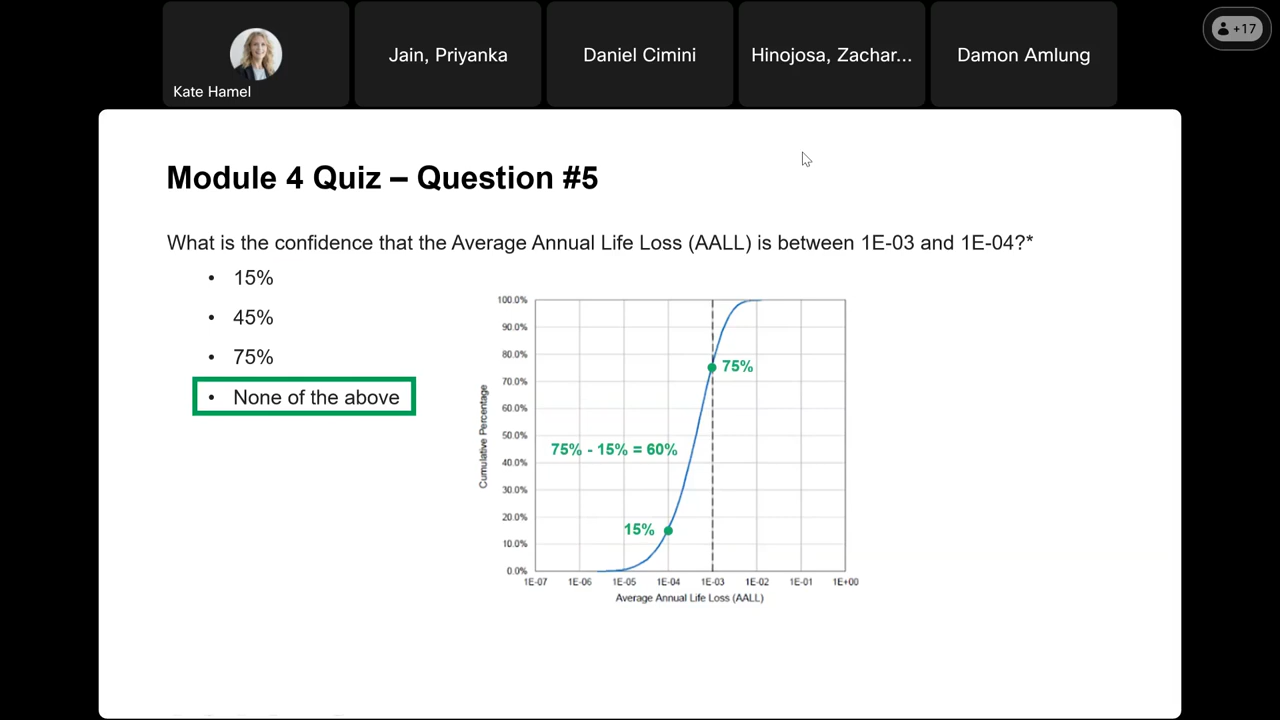 Kate Hamel
Jain, Priyanka
Daniel Cimini
Hinojosa, Zachar...
Damon Amlung
+17
Module 4 Quiz – Question #5
What is the confidence that the Average Annual Life Loss (AALL) is between 1E-03 and 1E-04?*
• 15%
• 45%
• 75%
• None of the above
100.0%
90.0%
80.0%
70.0%
60.0%
50.0%
40.0%
30.0%
20.0%
10.0%
0.0%
Cumulative Percentage
75%
75% - 15% = 60%
15%
1E-07 1E-06 1E-05 1E-04 1E-03 1E-02 1E-01 1E+00
Average Annual Life Loss (AALL)